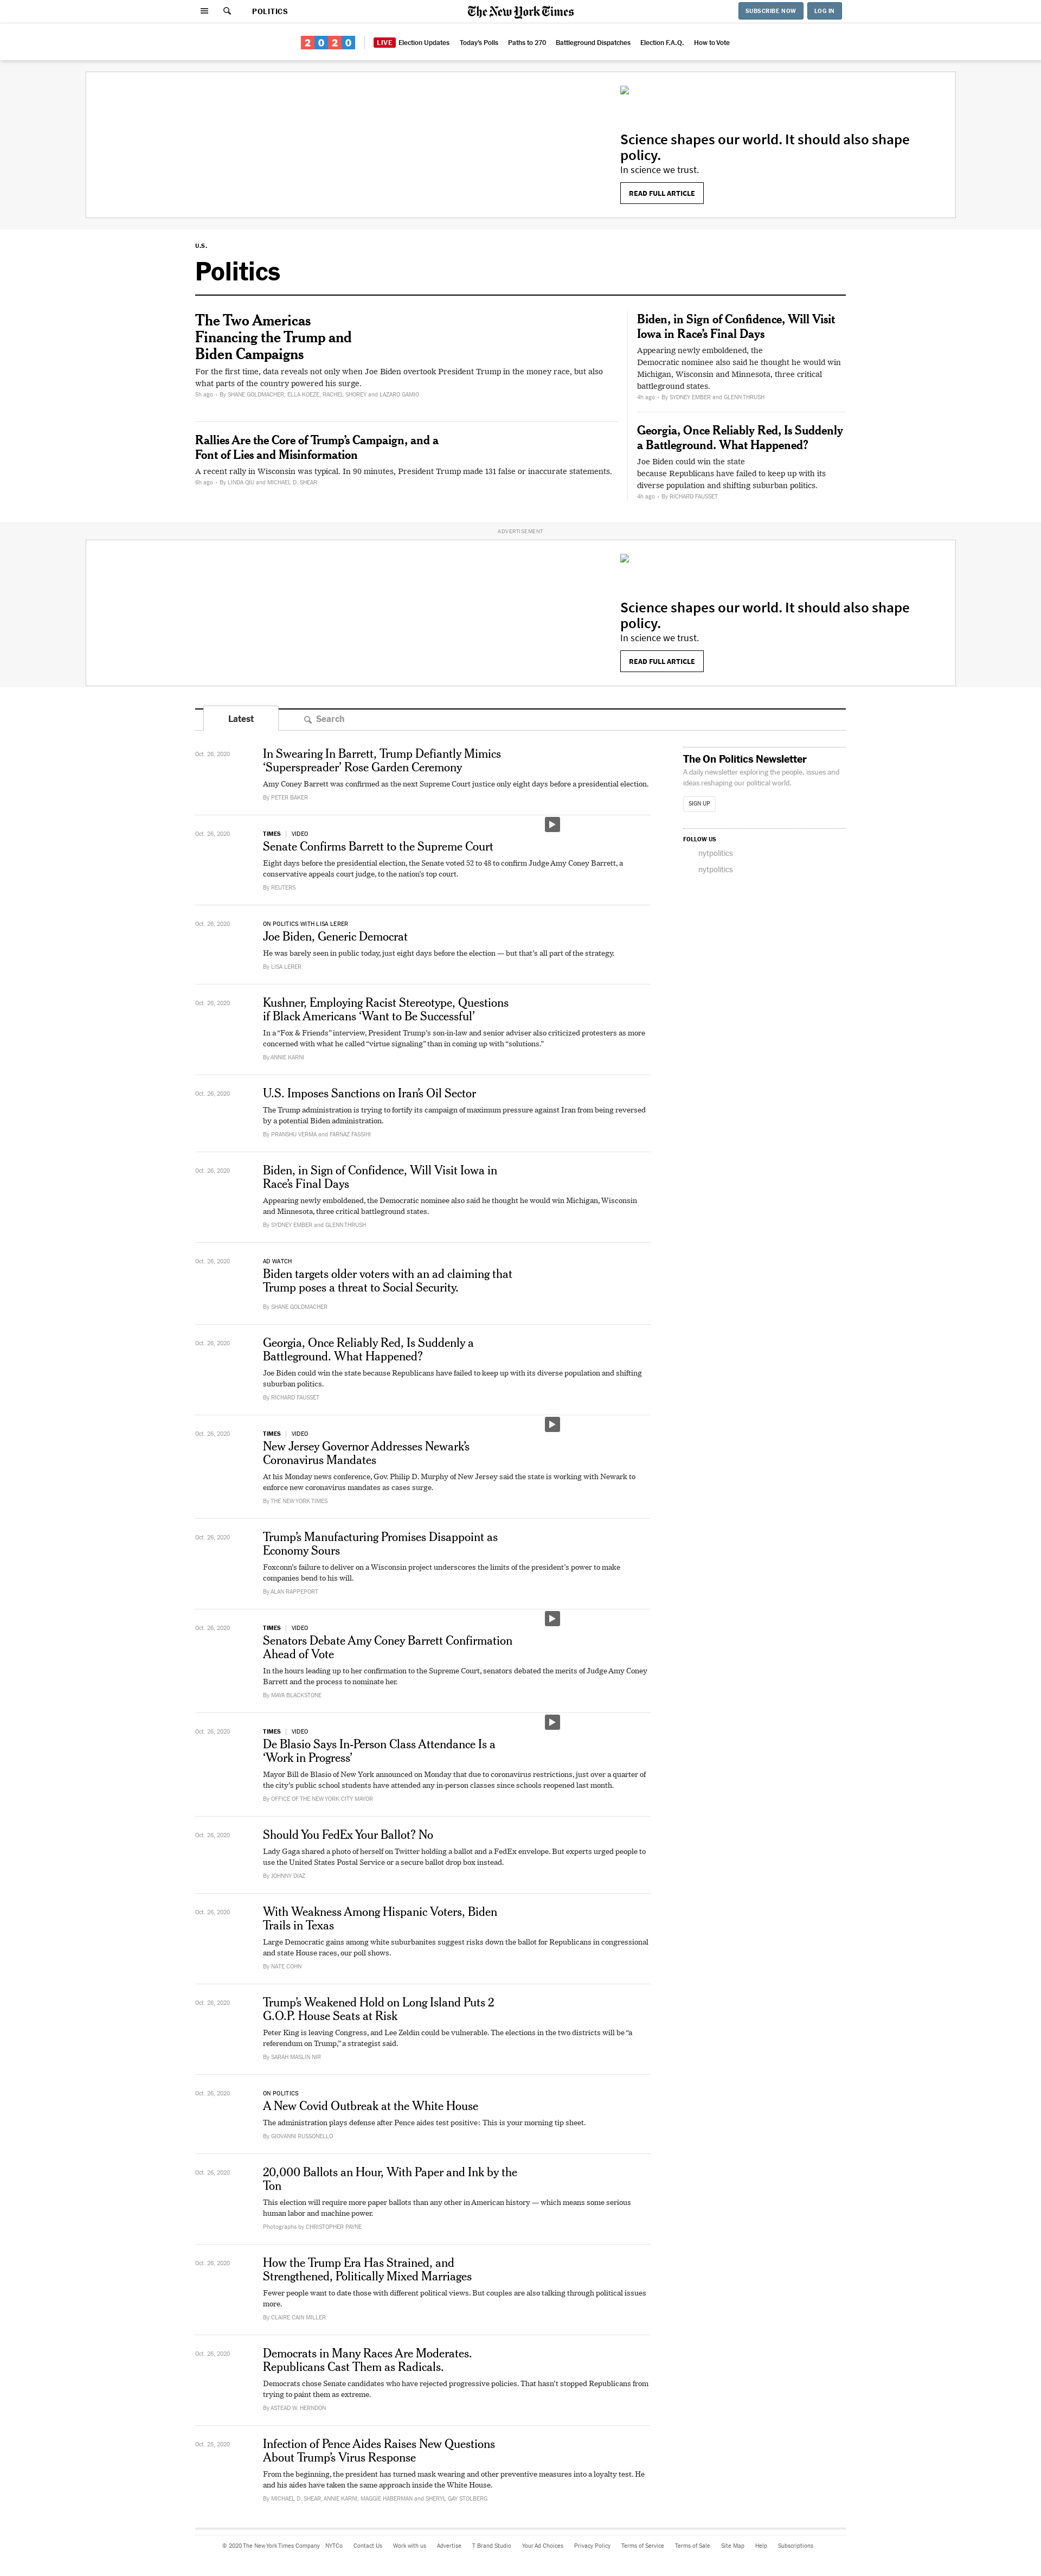 POLITICS
The New York Times
SUBSCRIBE NOW
LOG IN
2020
LIVE Election Updates
Today's Polls
Paths to 270
Battleground Dispatches
Election F.A.Q.
How to Vote
Science shapes our world. It should also shape
policy.
In science we trust.
READ FULL ARTICLE
U.S.
Politics
The Two Americas
Financing the Trump and
Biden Campaigns
For the first time, data reveals not only when Joe Biden overtook President Trump in the money race, but also
what parts of the country powered his surge.
5h ago · By SHANE GOLDMACHER, ELLA KOEZE, RACHEL SHOREY and LAZARO GAMIO
Rallies Are the Core of Trump's Campaign, and a
Font of Lies and Misinformation
A recent rally in Wisconsin was typical. In 90 minutes, President Trump made 131 false or inaccurate statements.
6h ago · By LINDA QIU and MICHAEL D. SHEAR
Biden, in Sign of Confidence, Will Visit
Iowa in Race's Final Days
Appearing newly emboldened, the
Democratic nominee also said he thought he would win
Michigan, Wisconsin and Minnesota, three critical
battleground states.
4h ago · By SYDNEY EMBER and GLENN THRUSH
Georgia, Once Reliably Red, Is Suddenly
a Battleground. What Happened?
Joe Biden could win the state
because Republicans have failed to keep up with its
diverse population and shifting suburban politics.
4h ago · By RICHARD FAUSSET
ADVERTISEMENT
Science shapes our world. It should also shape
policy.
In science we trust.
READ FULL ARTICLE
Latest
Search
Oct. 26, 2020
In Swearing In Barrett, Trump Defiantly Mimics
‘Superspreader’ Rose Garden Ceremony
Amy Coney Barrett was confirmed as the next Supreme Court justice only eight days before a presidential election.
By PETER BAKER
Oct. 26, 2020
TIMES | VIDEO
Senate Confirms Barrett to the Supreme Court
Eight days before the presidential election, the Senate voted 52 to 48 to confirm Judge Amy Coney Barrett, a
conservative appeals court judge, to the nation's top court.
By REUTERS
Oct. 26, 2020
ON POLITICS WITH LISA LERER
Joe Biden, Generic Democrat
He was barely seen in public today, just eight days before the election — but that's all part of the strategy.
By LISA LERER
Oct. 26, 2020
Kushner, Employing Racist Stereotype, Questions
if Black Americans ‘Want to Be Successful’
In a “Fox & Friends” interview, President Trump's son-in-law and senior adviser also criticized protesters as more
concerned with what he called “virtue signaling” than in coming up with “solutions.”
By ANNIE KARNI
Oct. 26, 2020
U.S. Imposes Sanctions on Iran's Oil Sector
The Trump administration is trying to fortify its campaign of maximum pressure against Iran from being reversed
by a potential Biden administration.
By PRANSHU VERMA and FARNAZ FASSIHI
Oct. 26, 2020
Biden, in Sign of Confidence, Will Visit Iowa in
Race's Final Days
Appearing newly emboldened, the Democratic nominee also said he thought he would win Michigan, Wisconsin
and Minnesota, three critical battleground states.
By SYDNEY EMBER and GLENN THRUSH
Oct. 26, 2020
AD WATCH
Biden targets older voters with an ad claiming that
Trump poses a threat to Social Security.
By SHANE GOLDMACHER
Oct. 26, 2020
Georgia, Once Reliably Red, Is Suddenly a
Battleground. What Happened?
Joe Biden could win the state because Republicans have failed to keep up with its diverse population and shifting
suburban politics.
By RICHARD FAUSSET
Oct. 26, 2020
TIMES | VIDEO
New Jersey Governor Addresses Newark's
Coronavirus Mandates
At his Monday news conference, Gov. Philip D. Murphy of New Jersey said the state is working with Newark to
enforce new coronavirus mandates as cases surge.
By THE NEW YORK TIMES
Oct. 26, 2020
Trump's Manufacturing Promises Disappoint as
Economy Sours
Foxconn's failure to deliver on a Wisconsin project underscores the limits of the president's power to make
companies bend to his will.
By ALAN RAPPEPORT
Oct. 26, 2020
TIMES | VIDEO
Senators Debate Amy Coney Barrett Confirmation
Ahead of Vote
In the hours leading up to her confirmation to the Supreme Court, senators debated the merits of Judge Amy Coney
Barrett and the process to nominate her.
By MAYA BLACKSTONE
Oct. 26, 2020
TIMES | VIDEO
De Blasio Says In-Person Class Attendance Is a
‘Work in Progress’
Mayor Bill de Blasio of New York announced on Monday that due to coronavirus restrictions, just over a quarter of
the city's public school students have attended any in-person classes since schools reopened last month.
By OFFICE OF THE NEW YORK CITY MAYOR
Oct. 26, 2020
Should You FedEx Your Ballot? No
Lady Gaga shared a photo of herself on Twitter holding a ballot and a FedEx envelope. But experts urged people to
use the United States Postal Service or a secure ballot drop box instead.
By JOHNNY DIAZ
Oct. 26, 2020
With Weakness Among Hispanic Voters, Biden
Trails in Texas
Large Democratic gains among white suburbanites suggest risks down the ballot for Republicans in congressional
and state House races, our poll shows.
By NATE COHN
Oct. 26, 2020
Trump's Weakened Hold on Long Island Puts 2
G.O.P. House Seats at Risk
Peter King is leaving Congress, and Lee Zeldin could be vulnerable. The elections in the two districts will be “a
referendum on Trump,” a strategist said.
By SARAH MASLIN NIR
Oct. 26, 2020
ON POLITICS
A New Covid Outbreak at the White House
The administration plays defense after Pence aides test positive: This is your morning tip sheet.
By GIOVANNI RUSSONELLO
Oct. 26, 2020
20,000 Ballots an Hour, With Paper and Ink by the
Ton
This election will require more paper ballots than any other in American history — which means some serious
human labor and machine power.
Photographs by CHRISTOPHER PAYNE
Oct. 26, 2020
How the Trump Era Has Strained, and
Strengthened, Politically Mixed Marriages
Fewer people want to date those with different political views. But couples are also talking through political issues
more.
By CLAIRE CAIN MILLER
Oct. 26, 2020
Democrats in Many Races Are Moderates.
Republicans Cast Them as Radicals.
Democrats chose Senate candidates who have rejected progressive policies. That hasn't stopped Republicans from
trying to paint them as extreme.
By ASTEAD W. HERNDON
Oct. 25, 2020
Infection of Pence Aides Raises New Questions
About Trump's Virus Response
From the beginning, the president has turned mask wearing and other preventive measures into a loyalty test. He
and his aides have taken the same approach inside the White House.
By MICHAEL D. SHEAR, ANNIE KARNI, MAGGIE HABERMAN and SHERYL GAY STOLBERG
The On Politics Newsletter
A daily newsletter exploring the people, issues and
ideas reshaping our political world.
SIGN UP
FOLLOW US
nytpolitics
nytpolitics
© 2020 The New York Times Company
NYTCo
Contact Us
Work with us
Advertise
T Brand Studio
Your Ad Choices
Privacy Policy
Terms of Service
Terms of Sale
Site Map
Help
Subscriptions